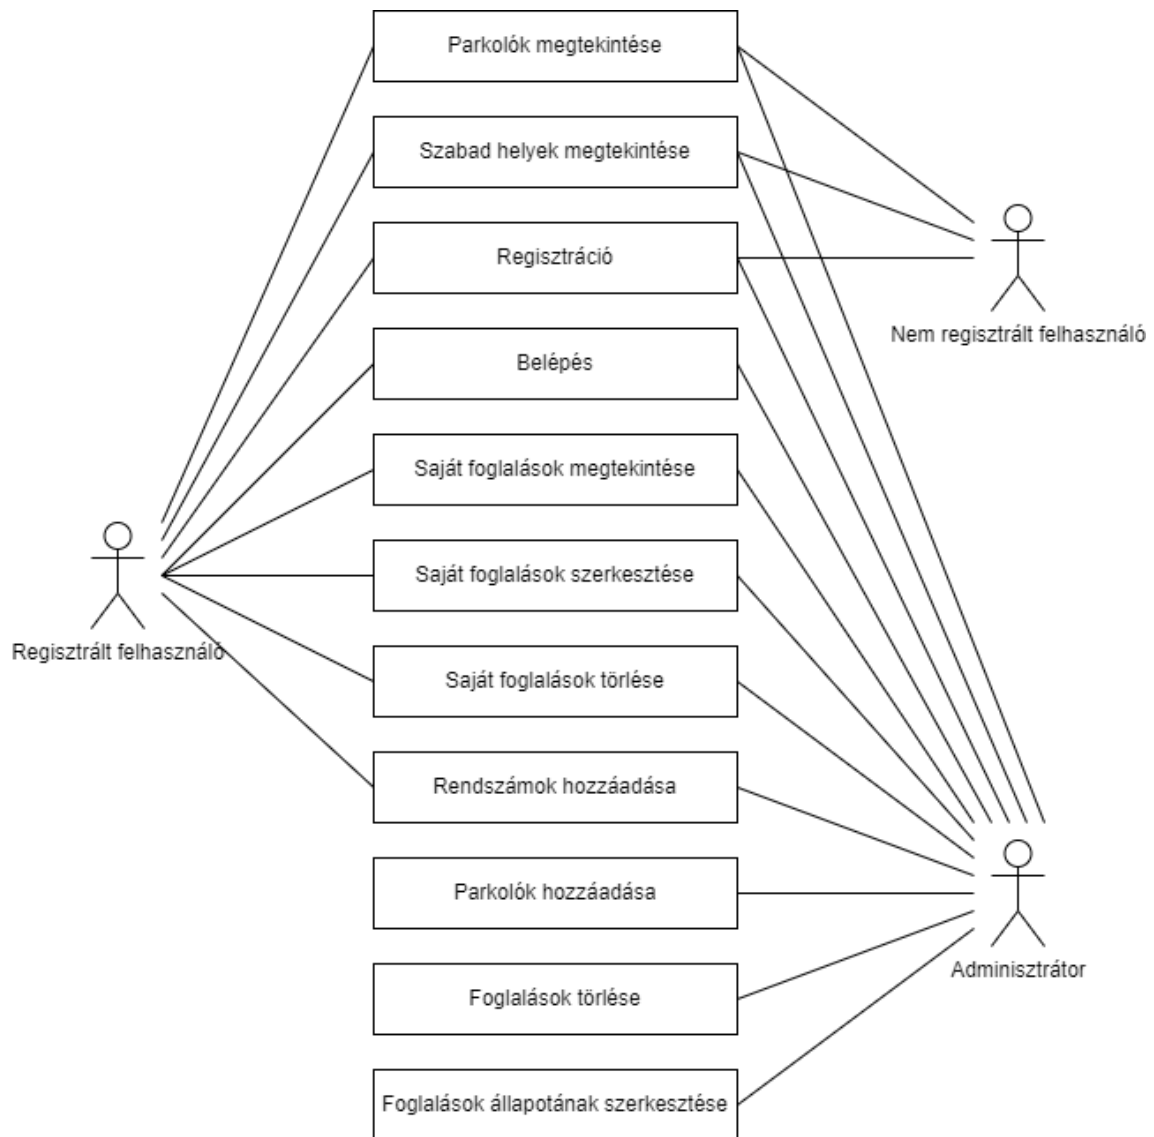 Parkolók megtekintése
Szabad helyek megtekintése
Regisztráció
Nem regisztrált felhasználó
Belépés
Saját foglalások megtekintése
Saját foglalások szerkesztése
Regisztrált felhasználó
Saját foglalások törlése
Rendszámok hozzáadása
Parkolók hozzáadása
Adminisztrátor
Foglalások törlése
Foglalások állapotának szerkesztése